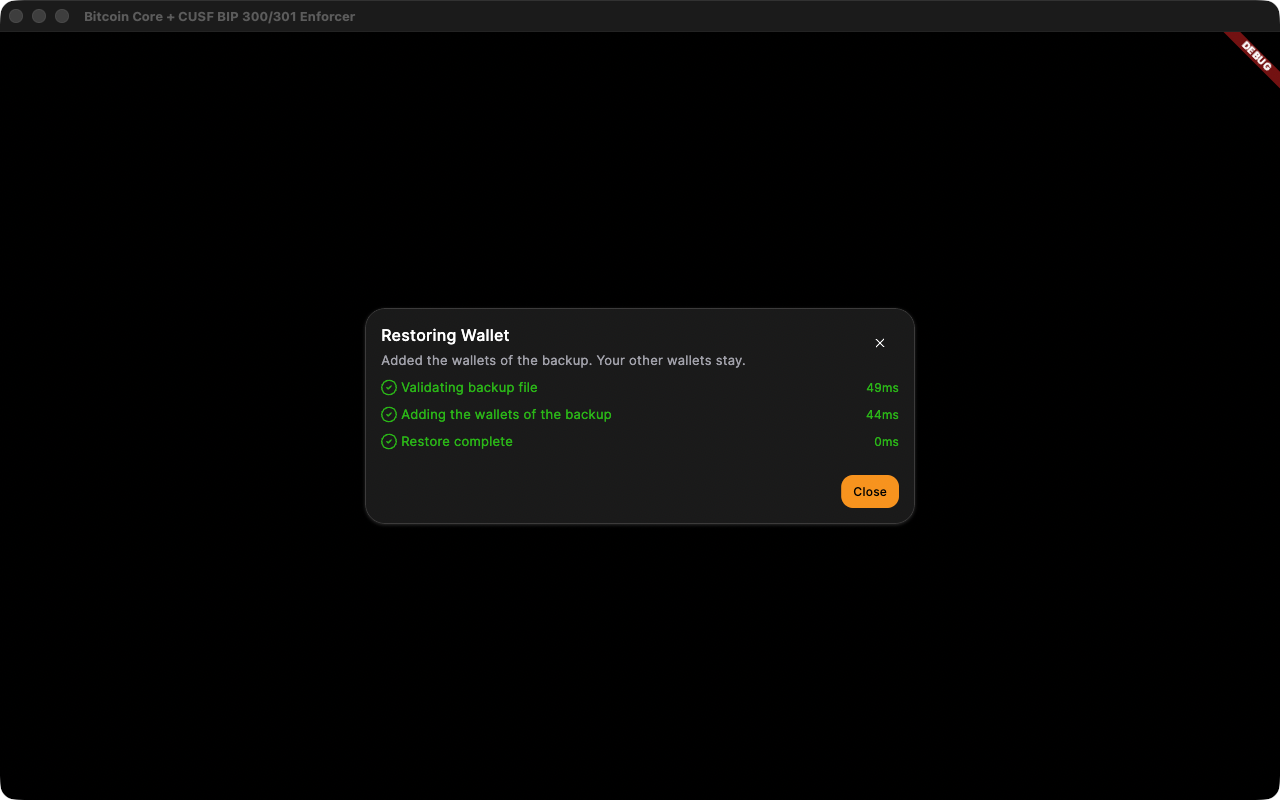 Bitcoin Core + CUSF BIP 300/301 Enforcer
DEBUG
Restoring Wallet
Added the wallets of the backup. Your other wallets stay.
Validating backup file 49ms
Adding the wallets of the backup 44ms
Restore complete 0ms
Close